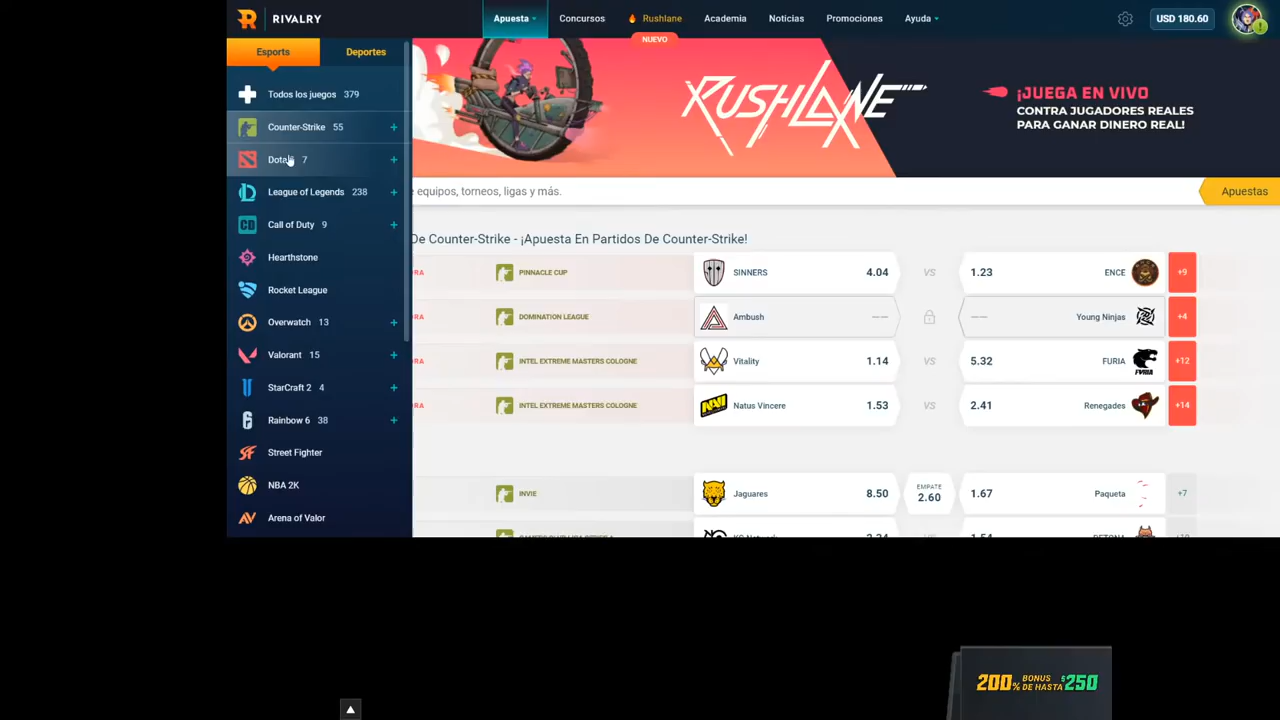 RIVALRY
Apuesta
Concursos
Rushlane
NUEVO
Academia
Noticias
Promociones
Ayuda
USD 180.60
Esports
Deportes
Todos los juegos 379
Counter-Strike 55 +
7 +
League of Legends 238 +
Call of Duty 9 +
Hearthstone
Rocket League
Overwatch 13 +
Valorant 15 +
StarCraft 2 4 +
Rainbow 6 38 +
Street Fighter
NBA 2K
Arena of Valor
RUSHLANE
¡JUEGA EN VIVO
CONTRA JUGADORES REALES
PARA GANAR DINERO REAL!
equipos, torneos, ligas y más.
Apuestas
De Counter-Strike - ¡Apuesta En Partidos De Counter-Strike!
RA PINNACLE CUP SINNERS 4.04 VS 1.23 ENCE +9
RA DOMINATION LEAGUE Ambush —— —— Young Ninjas +4
RA INTEL EXTREME MASTERS COLOGNE Vitality 1.14 VS 5.32 FURIA FURIA +12
RA INTEL EXTREME MASTERS COLOGNE NAVI Natus Vincere 1.53 VS 2.41 Renegades +14
INVIE Jaguares 8.50 EMPATE 2.60 1.67 Paqueta +7
200% BONUS DE HASTA $250